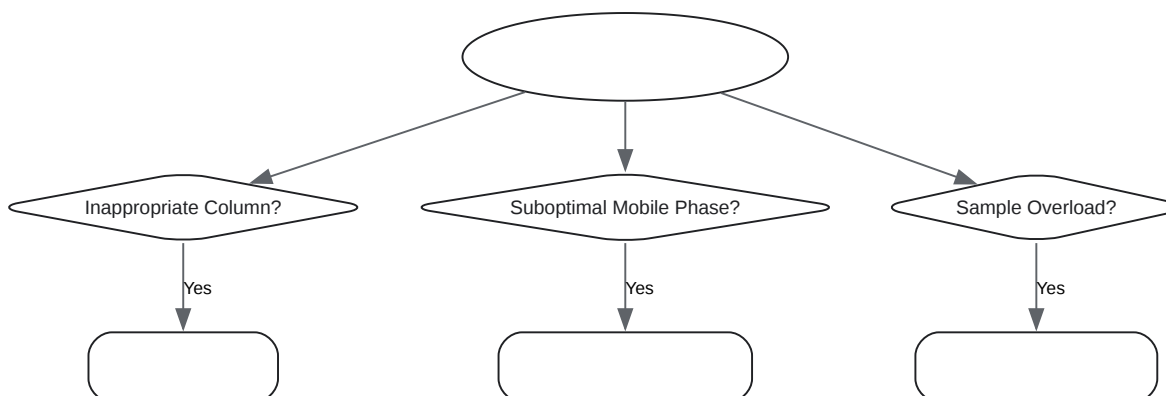 Inappropriate Column?
Suboptimal Mobile Phase?
Sample Overload?
Yes
Yes
Yes